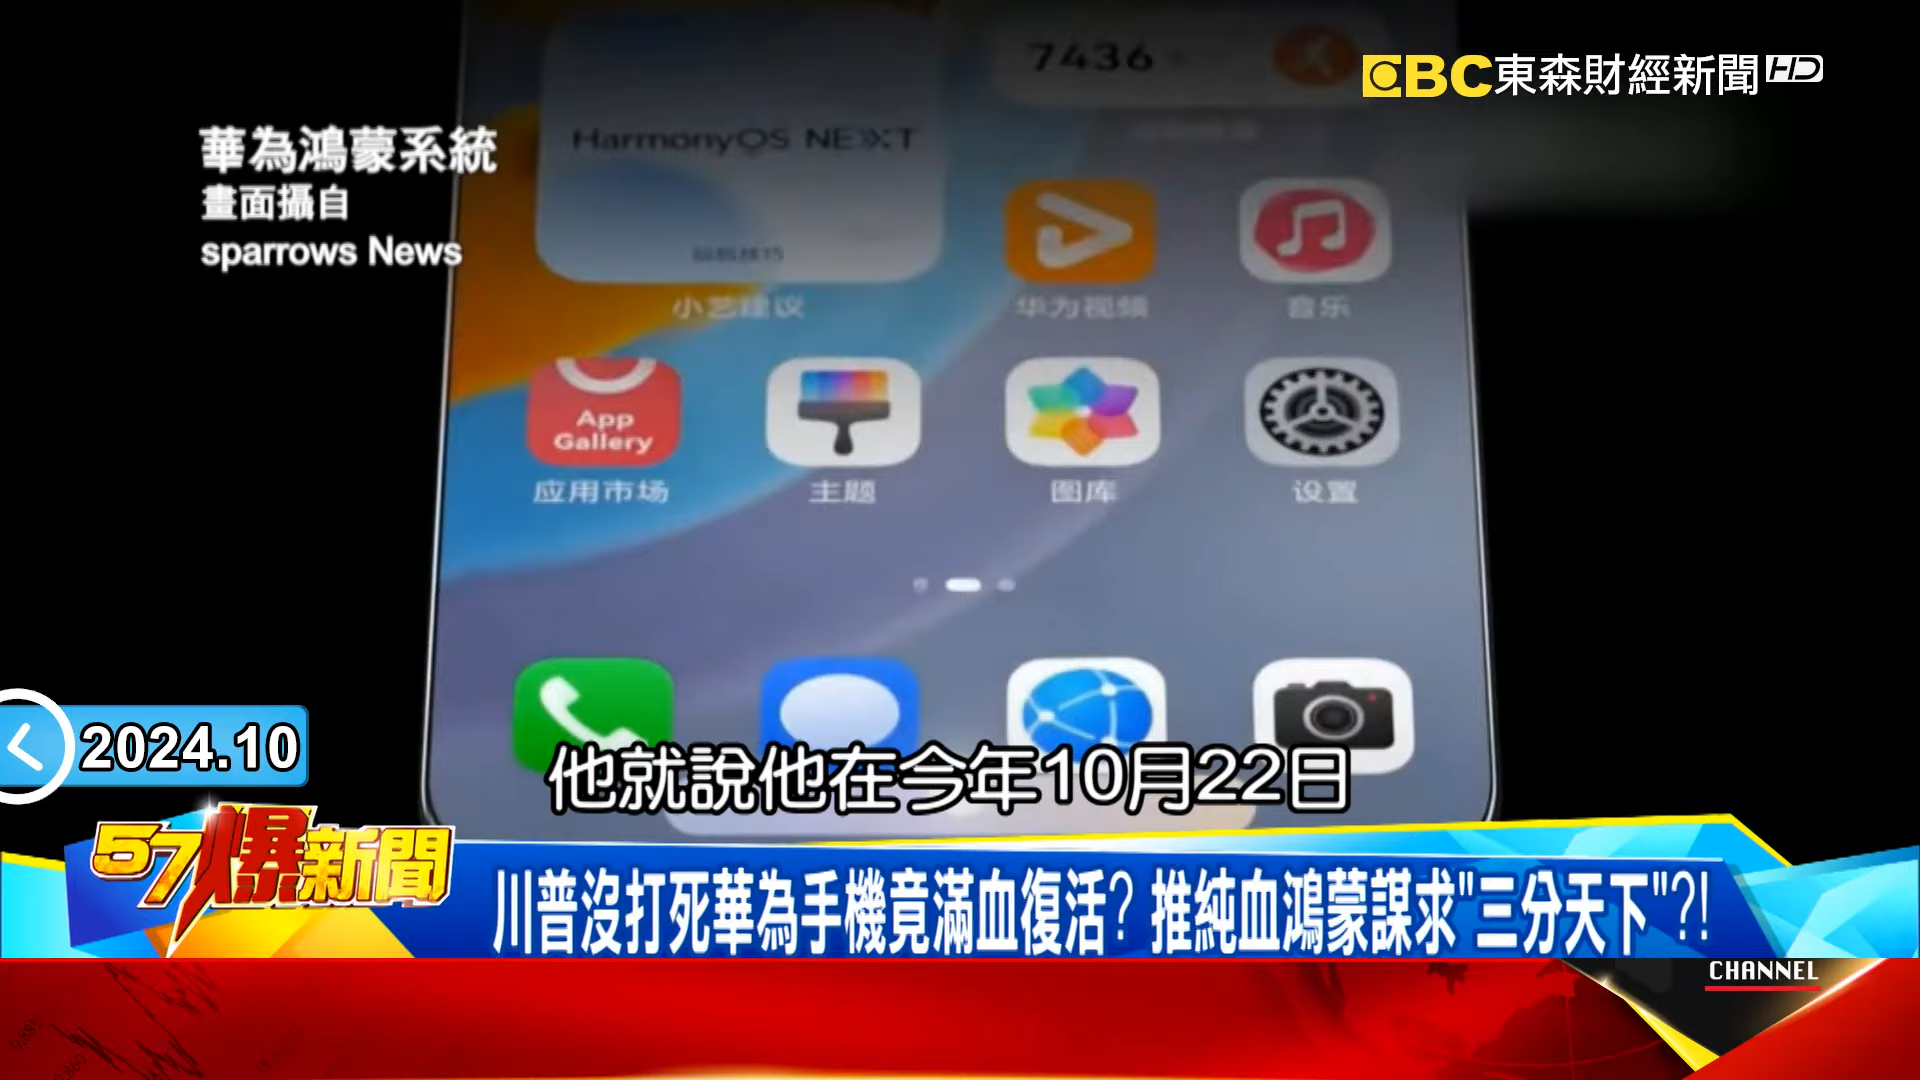 EBC東森財經新聞HD
華為鴻蒙系統
畫面攝自
sparrows News
7436
HarmonyOS NEXT
小艺建议
华为视频
音乐
App
Gallery
应用市场
主题
图库
设置
2024.10
他就說他在今年10月22日
57爆新聞
川普沒打死華為手機竟滿血復活? 推純血鴻蒙謀求"三分天下"?!
CHANNEL